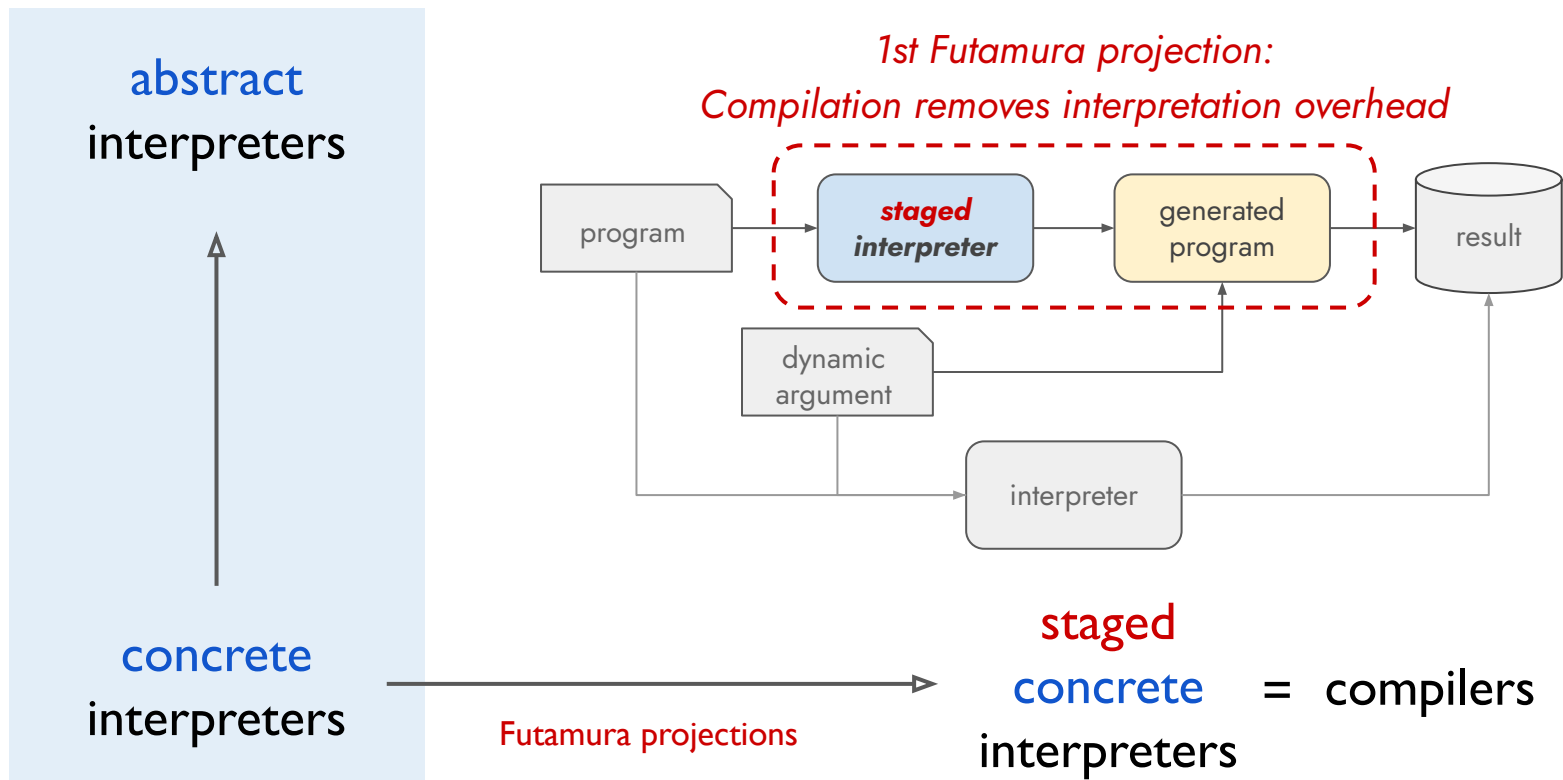 abstract
interpreters
1st Futamura projection:
Compilation removes interpretation overhead
program
staged
interpreter
generated
program
result
dynamic
argument
interpreter
concrete
interpreters
Futamura projections
staged
concrete
interpreters
= compilers